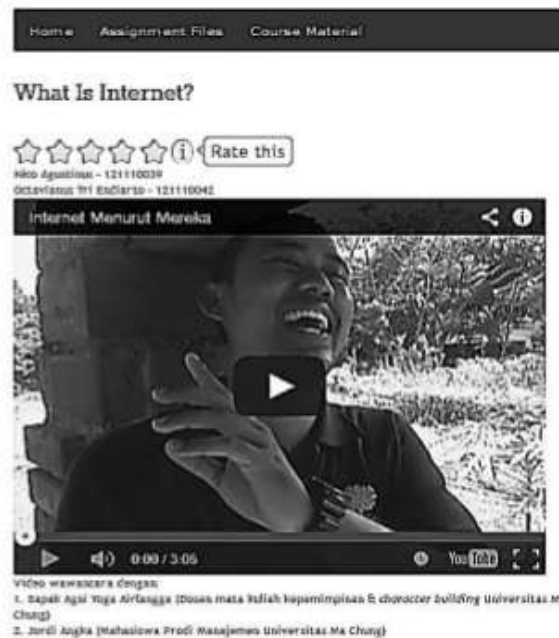 Home Assignment Files Course Material
What Is Internet?
Rate this
Nico Agustinus - 121110039
Octavianus Tri Endiarto - 121110042
Internet Menurut Mereka
0:00 / 3:05 YouTube
Video wawancara dengan:
1. Bapak Agai Yoga Airlangga (Dosen mata kuliah kepemimpinan & character building Universitas M
Chung)
2. Jordi Angka (Mahasiswa Prodi Manajemen Universitas Ma Chung)